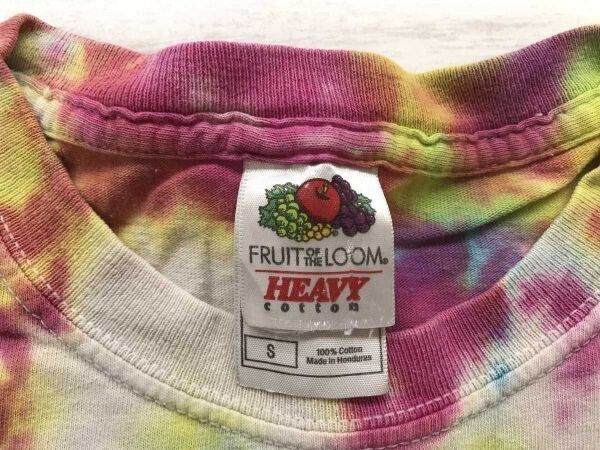 FRUIT OF THE LOOM®
HEAVY
cotton
S
100% Cotton
Made in Honduras